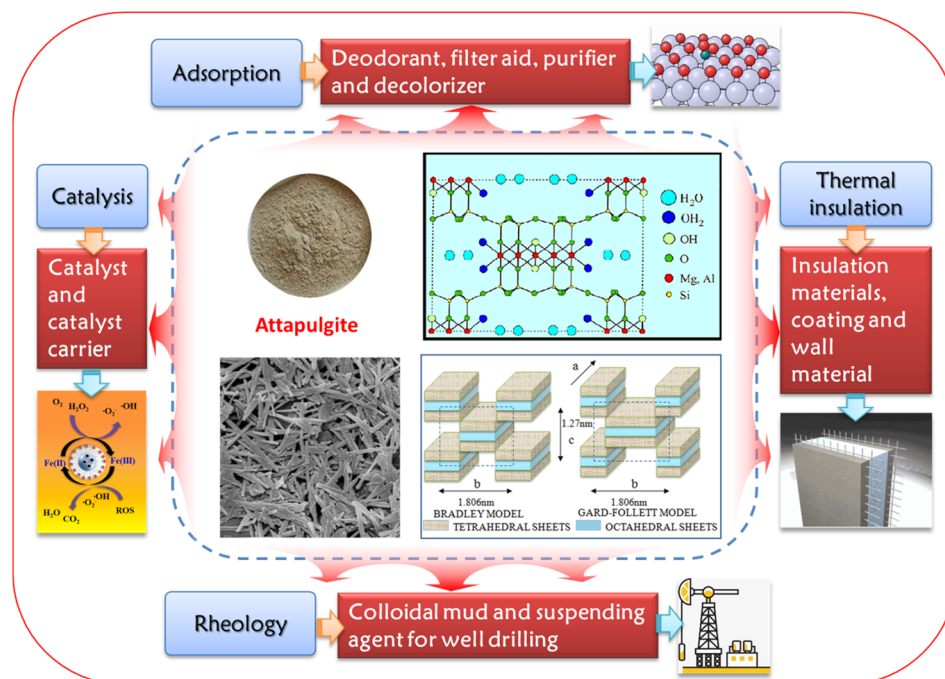 Adsorption
Deodorant, filter aid, purifier
and decolorizer
Catalysis
Catalyst
and
catalyst
carrier
O₂ H₂O₂ ·O₂⁻ ·OH
Fe(II) Fe(III)
·O₂⁻ ·OH
H₂O CO₂ ROS
Attapulgite
H₂O
OH₂
OH
O
Mg, Al
Si
a
1.27nm
c
b b
1.806nm 1.806nm
BRADLEY MODEL GARD-FOLLETT MODEL
TETRAHEDRAL SHEETS OCTAHEDRAL SHEETS
Thermal
insulation
Insulation
materials,
coating and
wall
material
Rheology
Colloidal mud and suspending
agent for well drilling